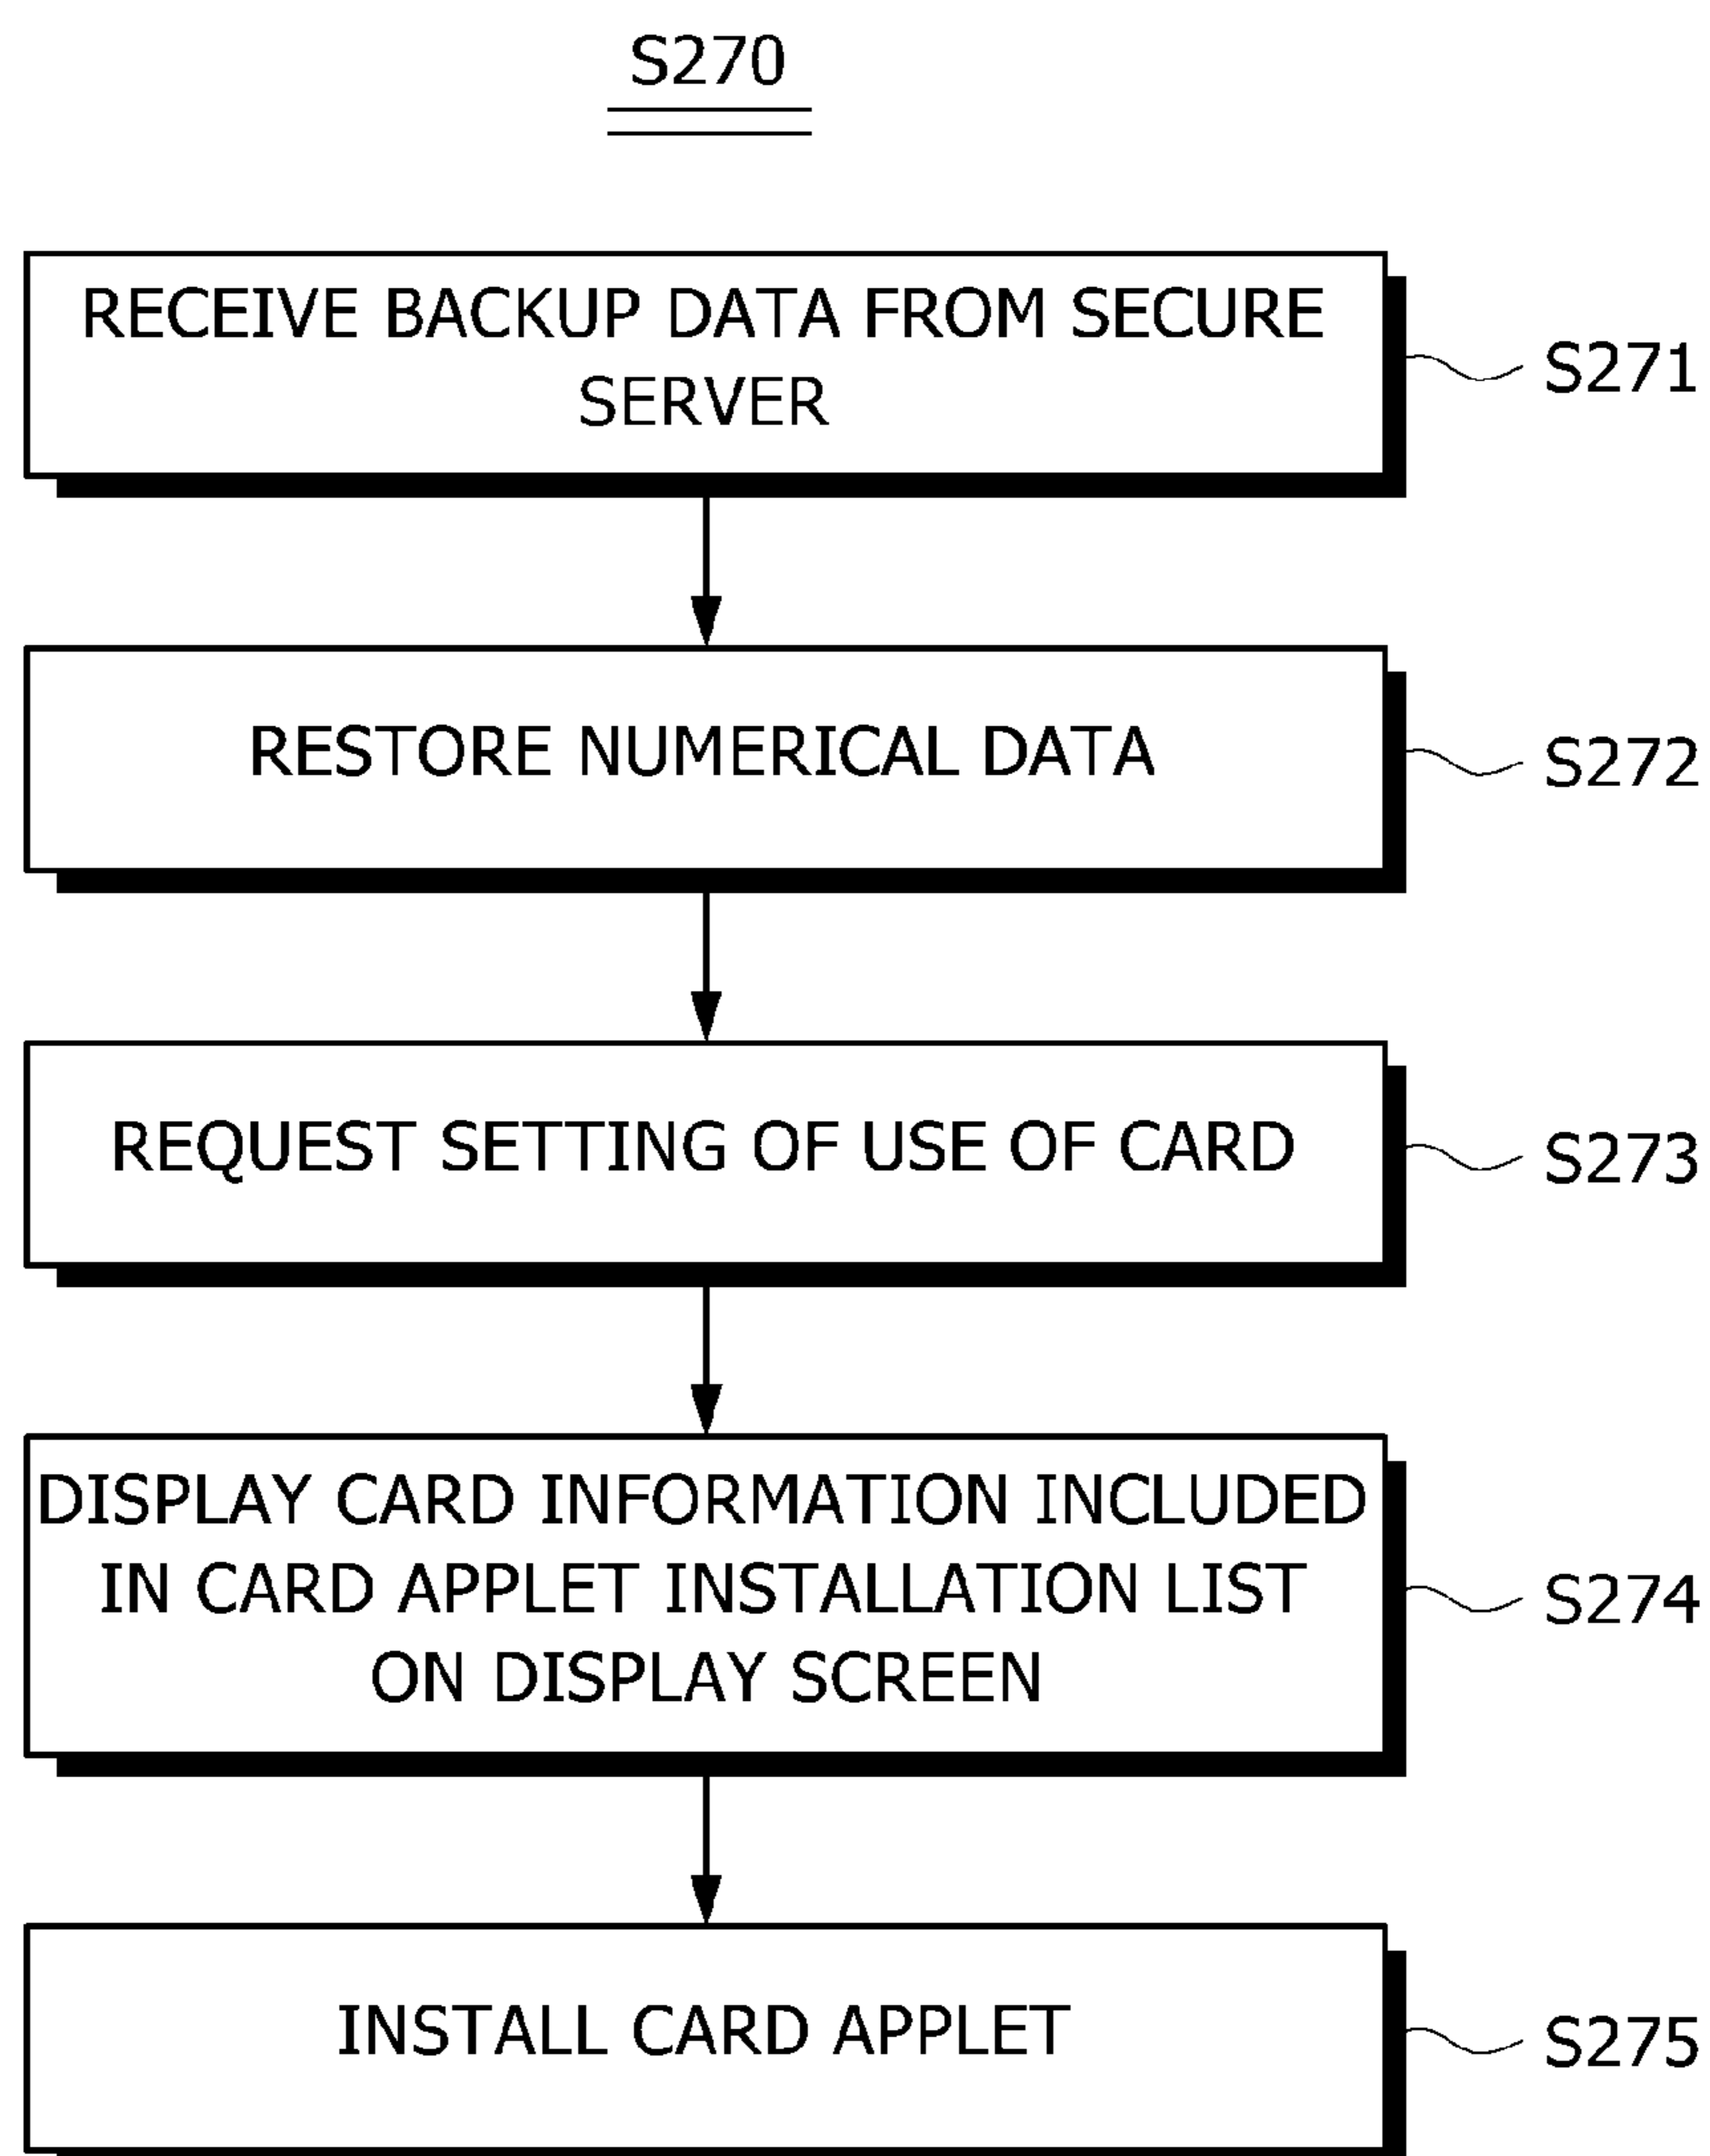 S270
RECEIVE BACKUP DATA FROM SECURE
SERVER
S271
RESTORE NUMERICAL DATA
S272
REQUEST SETTING OF USE OF CARD
S273
DISPLAY CARD INFORMATION INCLUDED
IN CARD APPLET INSTALLATION LIST
ON DISPLAY SCREEN
S274
INSTALL CARD APPLET
S275